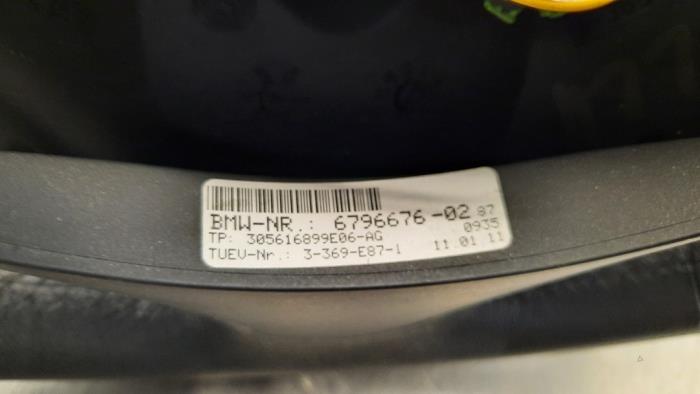 BMW-NR.: 6796676-02 87
TP: 305616899E06-AG 0935
TUEV-Nr.: 3-369-E87-1 11.01 11